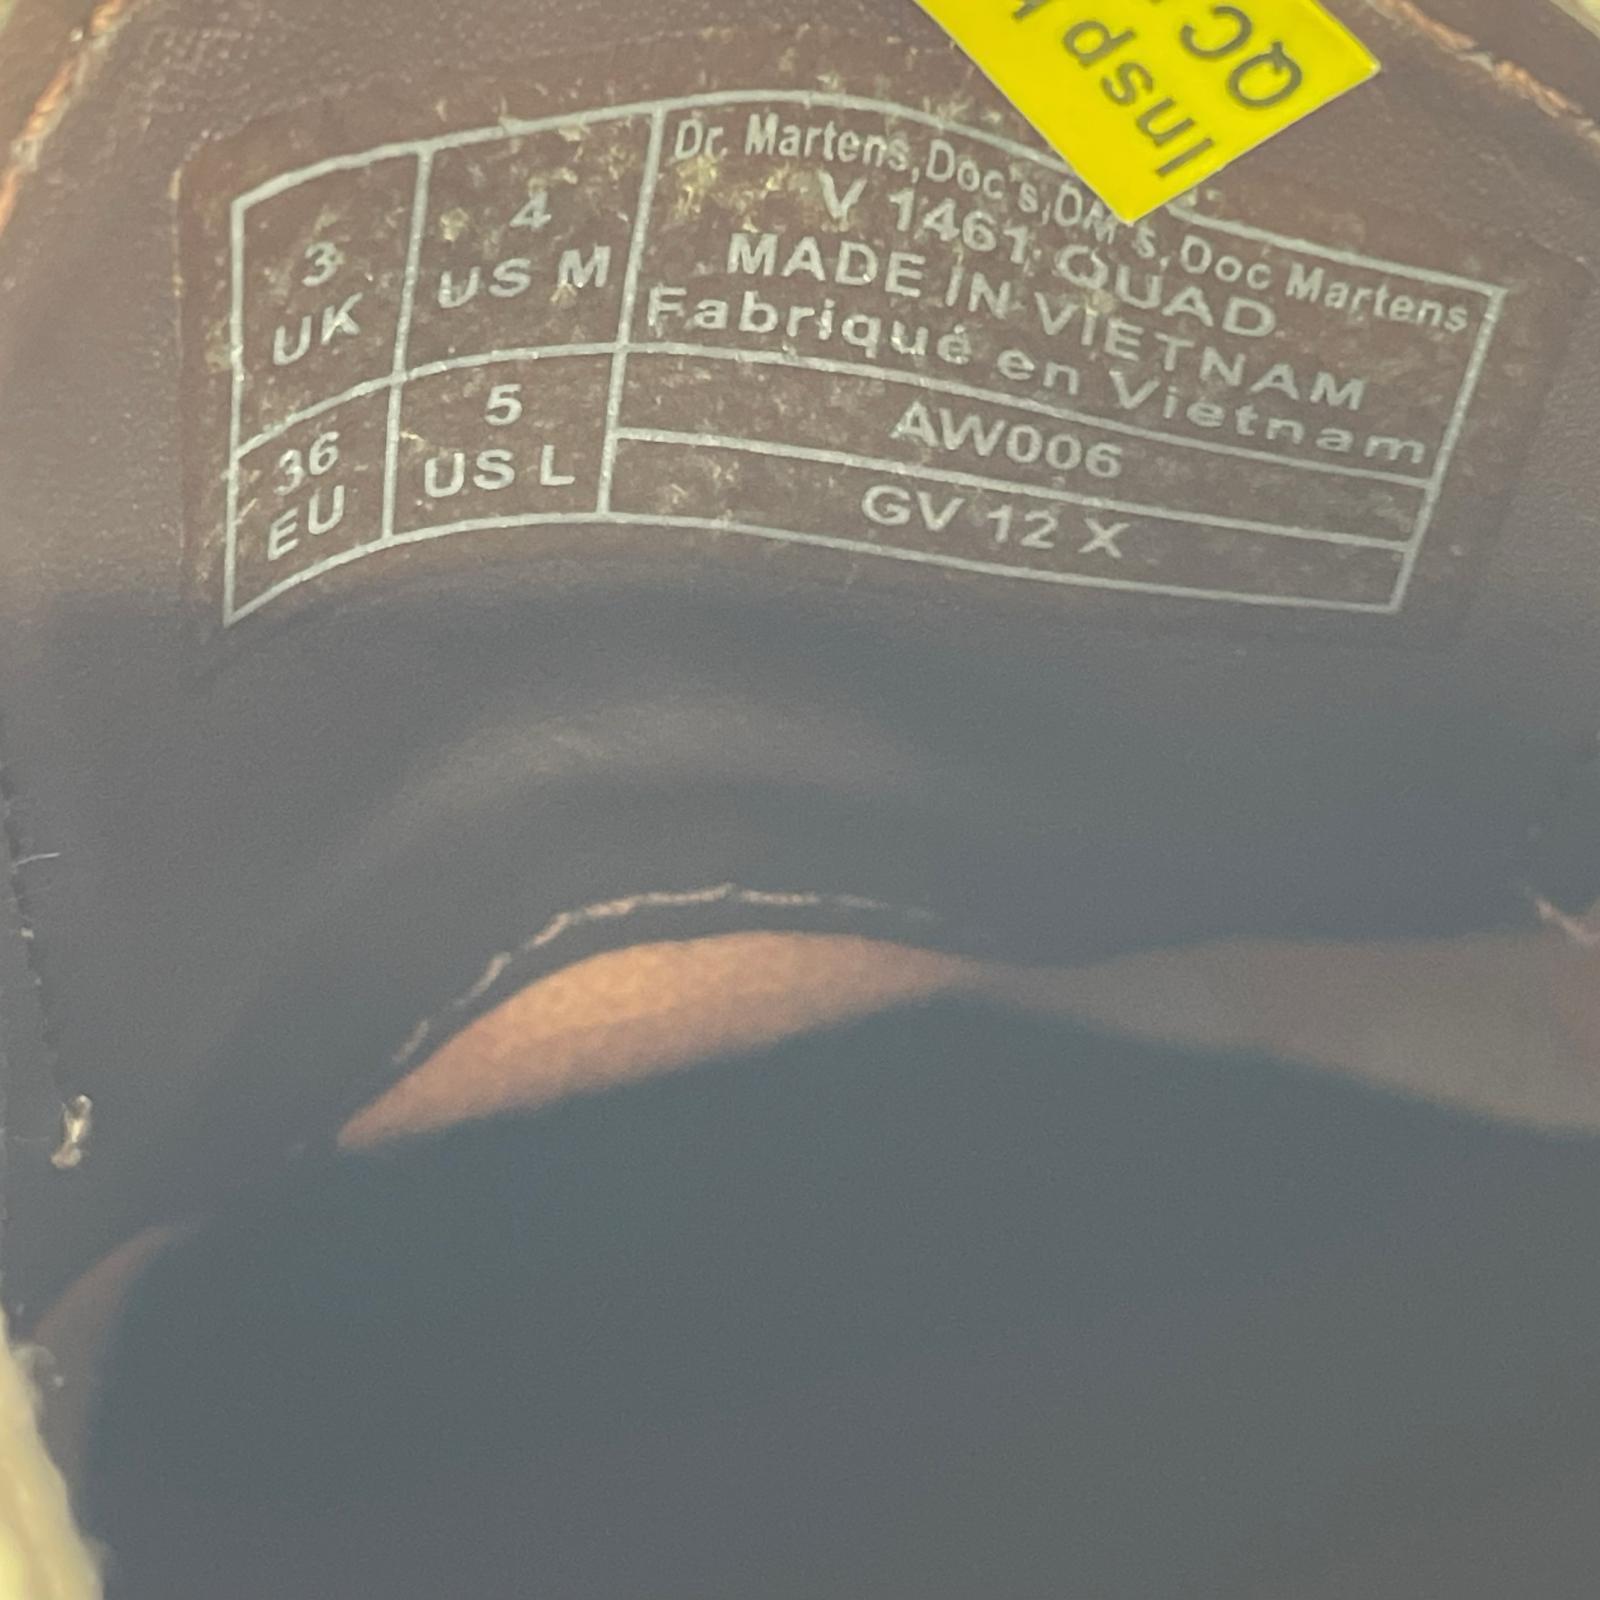 3
UK
4
US M
36
EU
5
US L
Dr. Martens, Doc's, DM's, Doc Martens
V 1461 QUAD
MADE IN VIETNAM
Fabriqué en Vietnam
AW006
GV 12 X
Insp
QC